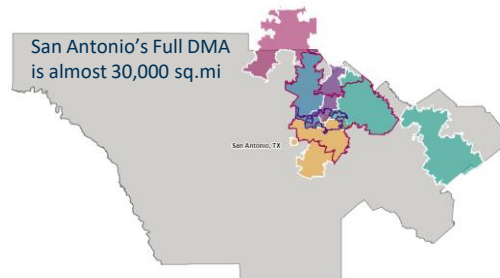 San Antonio's Full DMA
is almost 30,000 sq.mi
San Antonio, TX